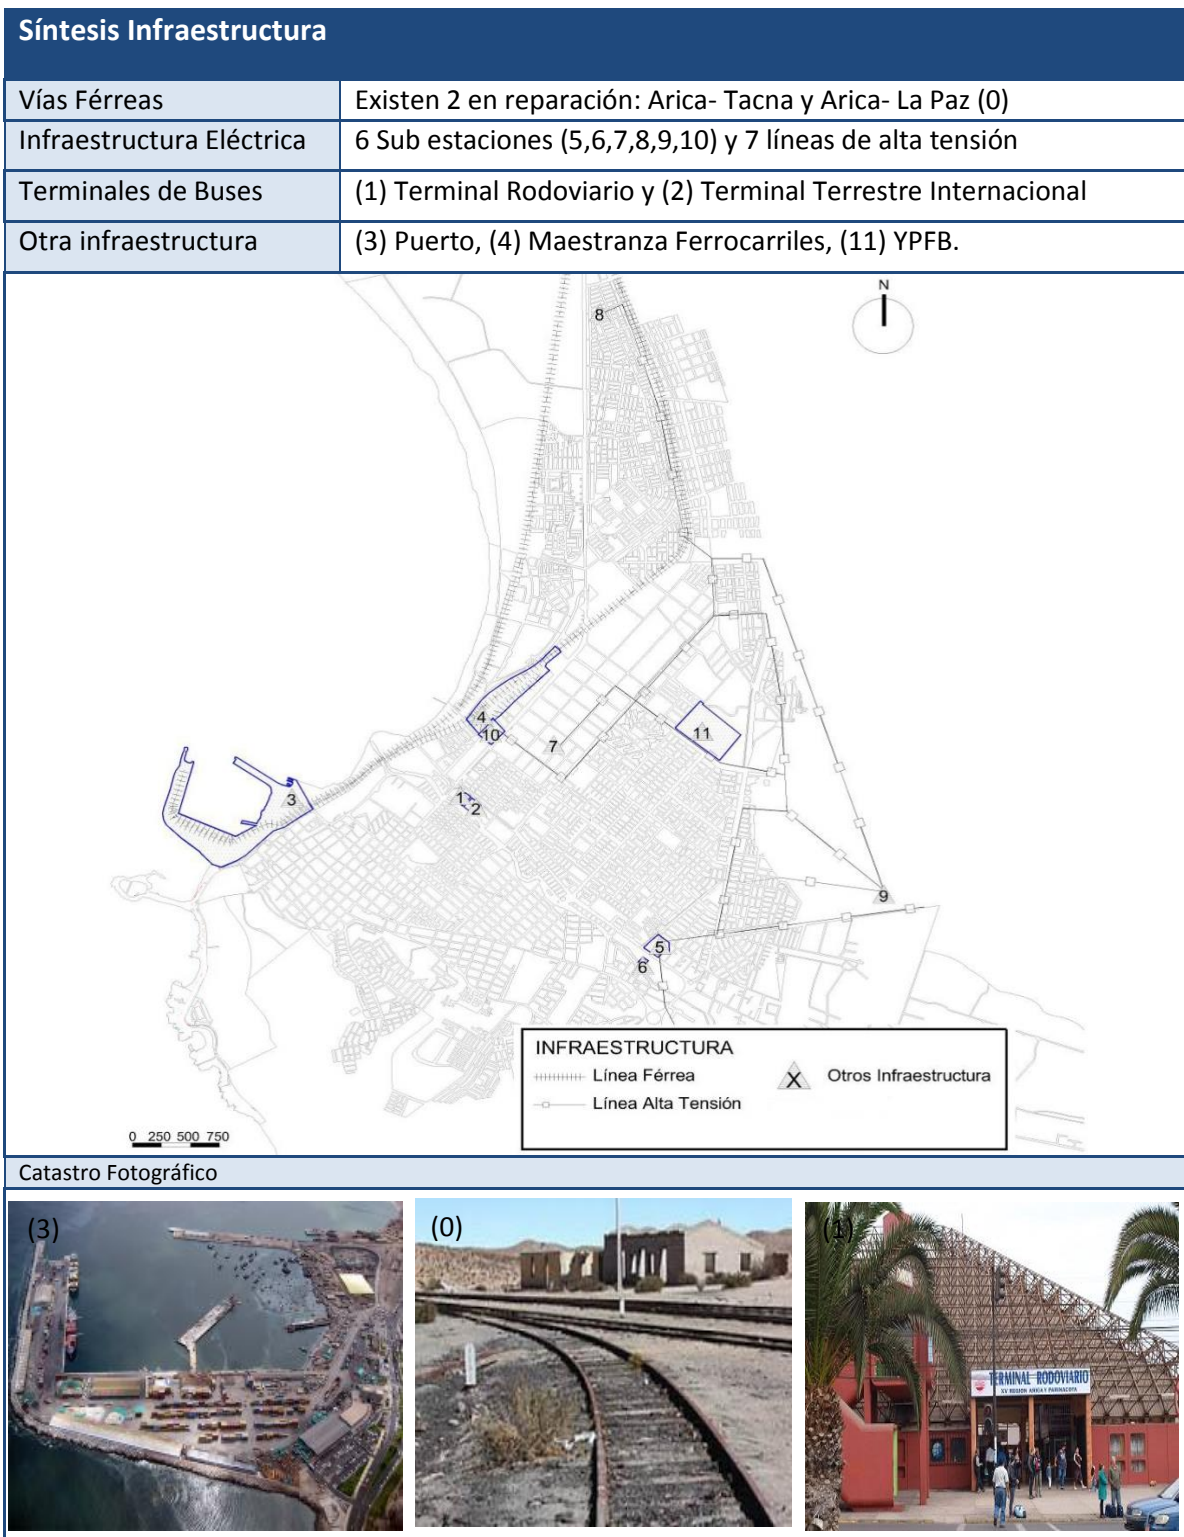 Síntesis Infraestructura
Vías Férreas Existen 2 en reparación: Arica- Tacna y Arica- La Paz (0)
Infraestructura Eléctrica 6 Sub estaciones (5,6,7,8,9,10) y 7 líneas de alta tensión
Terminales de Buses (1) Terminal Rodoviario y (2) Terminal Terrestre Internacional
Otra infraestructura (3) Puerto, (4) Maestranza Ferrocarriles, (11) YPFB.
N
8
4
10
7
11
3
1
2
9
5
6
INFRAESTRUCTURA
Línea Férrea
X Otros Infraestructura
Línea Alta Tensión
0 250 500 750
Catastro Fotográfico
(3)
(0)
(1)
TERMINAL RODOVIARIO
XV REGION ARICA Y PARINACOTA